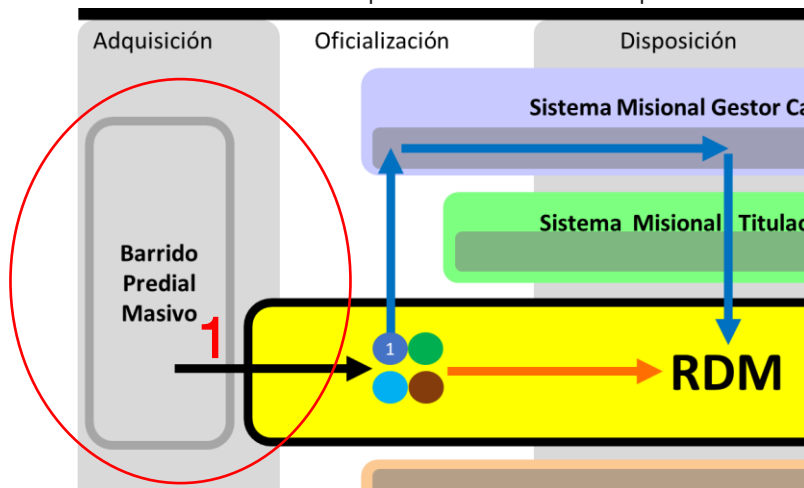 Adquisición
Oficialización
Disposición
Sistema Misional Gestor Ca
Sistema Misional Titulac
Barrido
Predial
Masivo
1
1
RDM